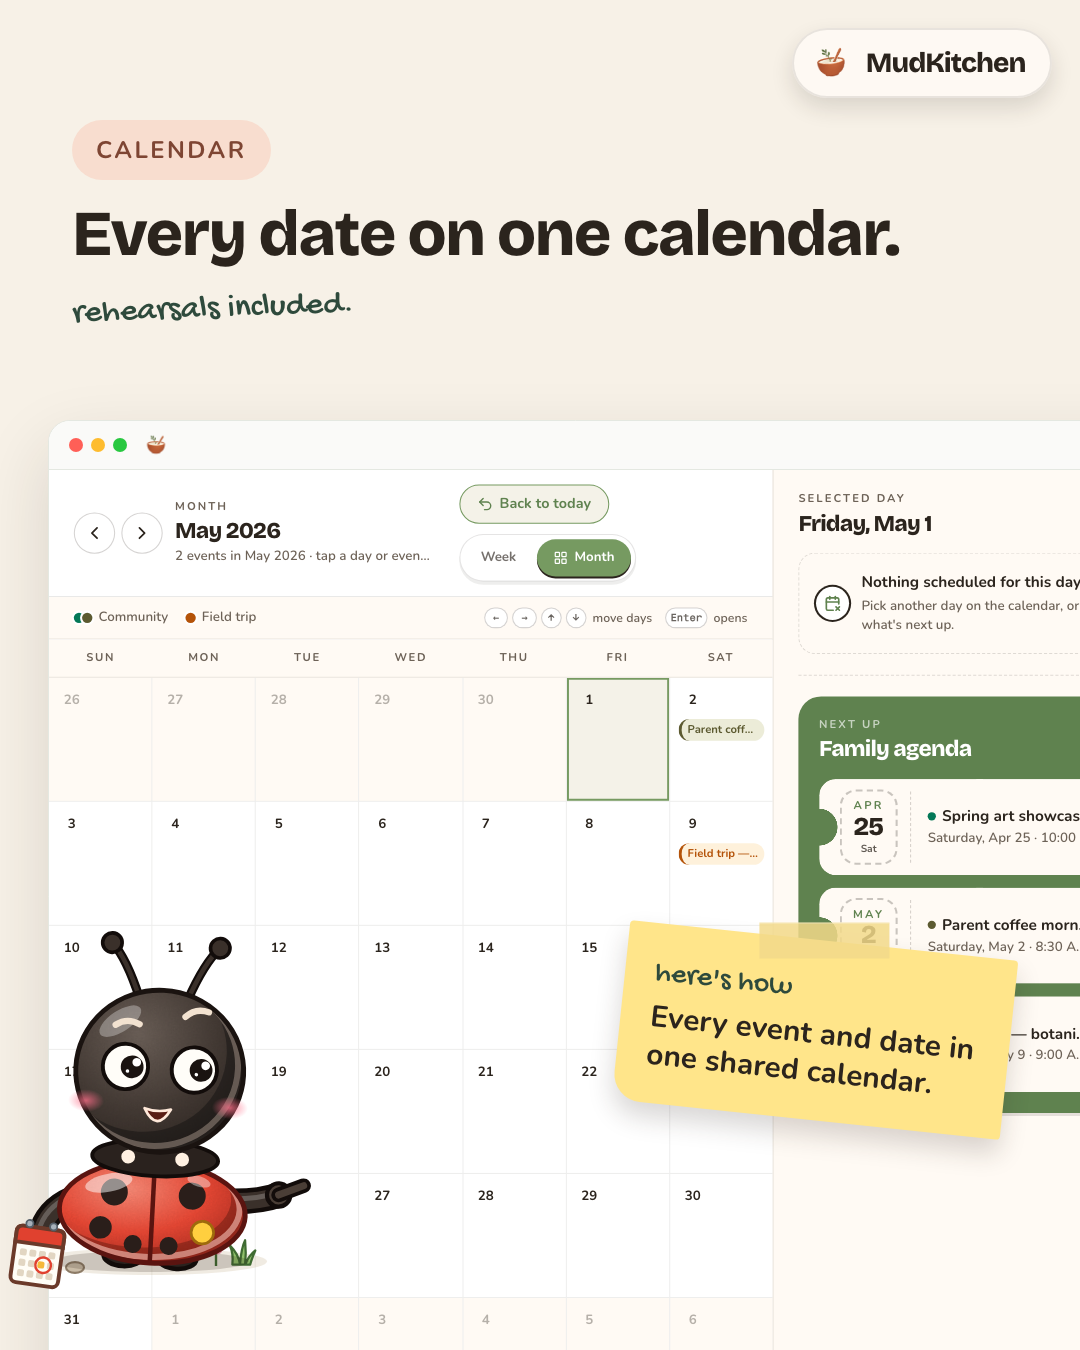 MudKitchen
CALENDAR
Every date on one calendar.
rehearsals included.
MONTH
May 2026
2 events in May 2026 · tap a day or even...
Back to today
Week
Month
Community
Field trip
← → ↑ ↓ move days Enter opens
SUN MON TUE WED THU FRI SAT
26 27 28 29 30 1 2
Parent coff...
3 4 5 6 7 8 9
Field trip —...
10 11 12 13 14 15
19 20 21 22
27 28 29 30
31 1 2 3 4 5 6
SELECTED DAY
Friday, May 1
Nothing scheduled for this day
Pick another day on the calendar, or
what's next up.
NEXT UP
Family agenda
APR
25
Sat
Spring art showcas
Saturday, Apr 25 · 10:00
MAY
2
Parent coffee morn.
Saturday, May 2 · 8:30 A.
— botani.
y 9 · 9:00 A.
here's how
Every event and date in
one shared calendar.